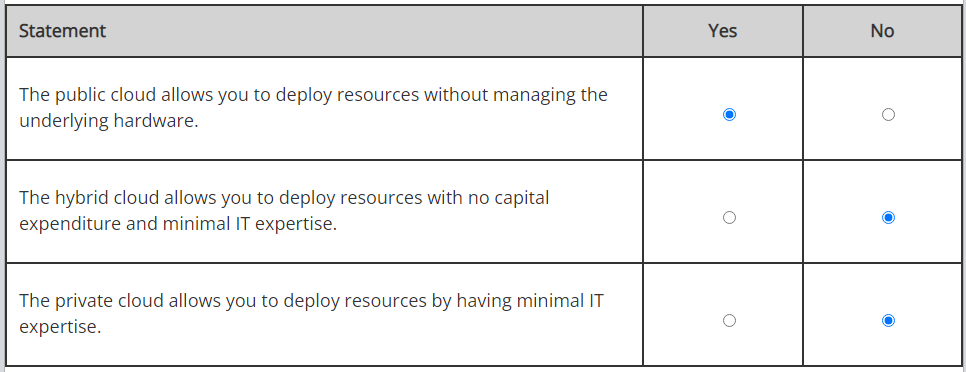 Statement Yes No
The public cloud allows you to deploy resources without managing the
underlying hardware.
The hybrid cloud allows you to deploy resources with no capital
expenditure and minimal IT expertise.
The private cloud allows you to deploy resources by having minimal IT
expertise.